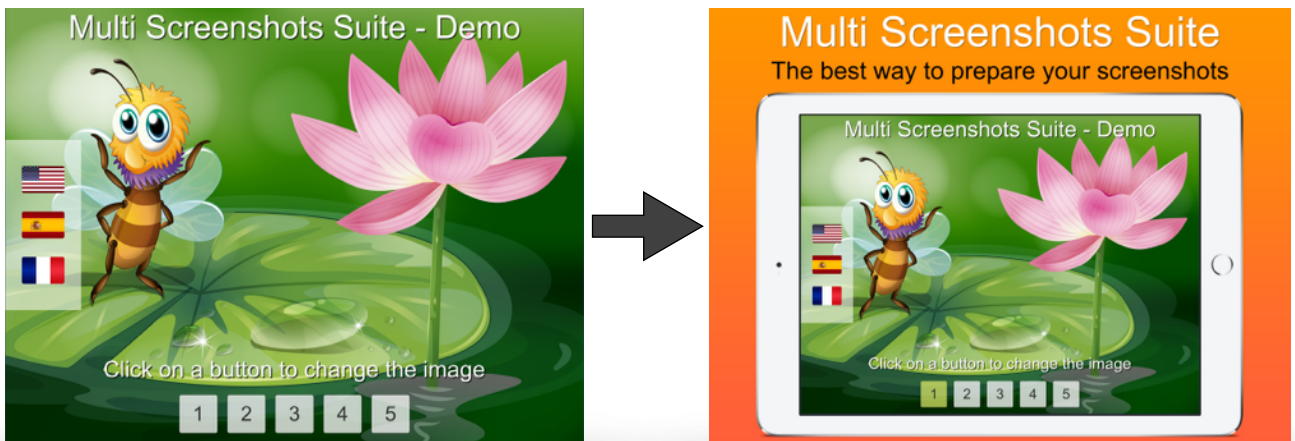 Multi Screenshots Suite - Demo
Click on a button to change the image
1 2 3 4 5
Multi Screenshots Suite
The best way to prepare your screenshots
Multi Screenshots Suite - Demo
Click on a button to change the image
1 2 3 4 5